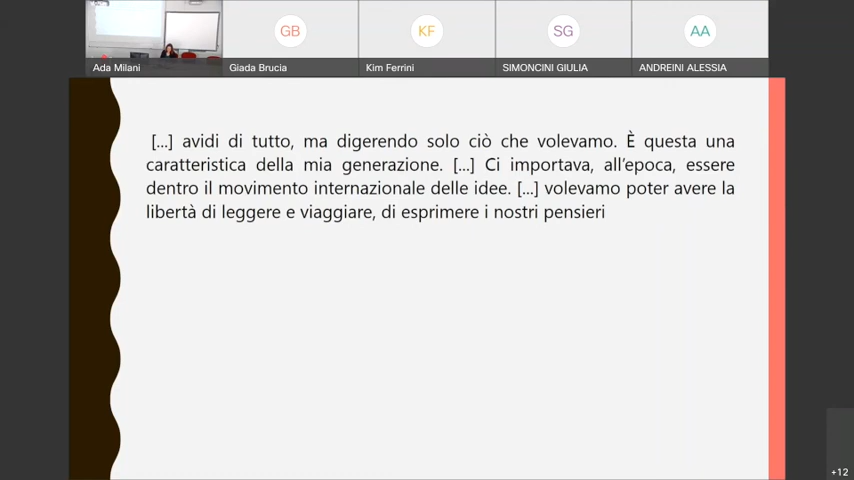 GB
KF
SG
AA
Ada Milani
Giada Brucia
Kim Ferrini
SIMONCINI GIULIA
ANDREINI ALESSIA
[...] avidi di tutto, ma digerendo solo ciò che volevamo. È questa una
caratteristica della mia generazione. [...] Ci importava, all’epoca, essere
dentro il movimento internazionale delle idee. [...] volevamo poter avere la
libertà di leggere e viaggiare, di esprimere i nostri pensieri
+12